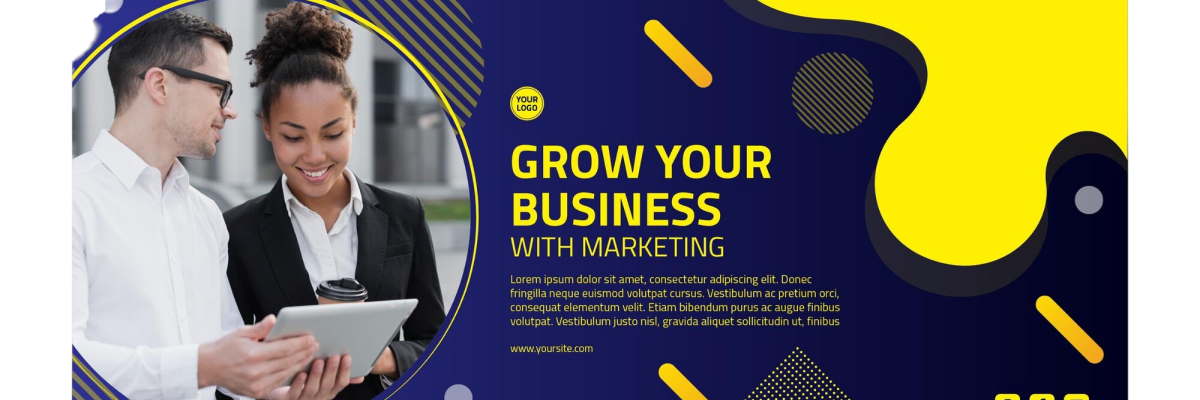 YOUR
LOGO
GROW YOUR
BUSINESS
WITH MARKETING
Lorem ipsum dolor sit amet, consectetur adipiscing elit. Donec
fringilla neque euismod volutpat cursus. Vestibulum ac pretium orci,
consequat elementum velit. Etiam bibendum purus ac augue finibus
volutpat. Vestibulum justo nisl, gravida aliquet sollicitudin ut, finibus
www.yoursite.com